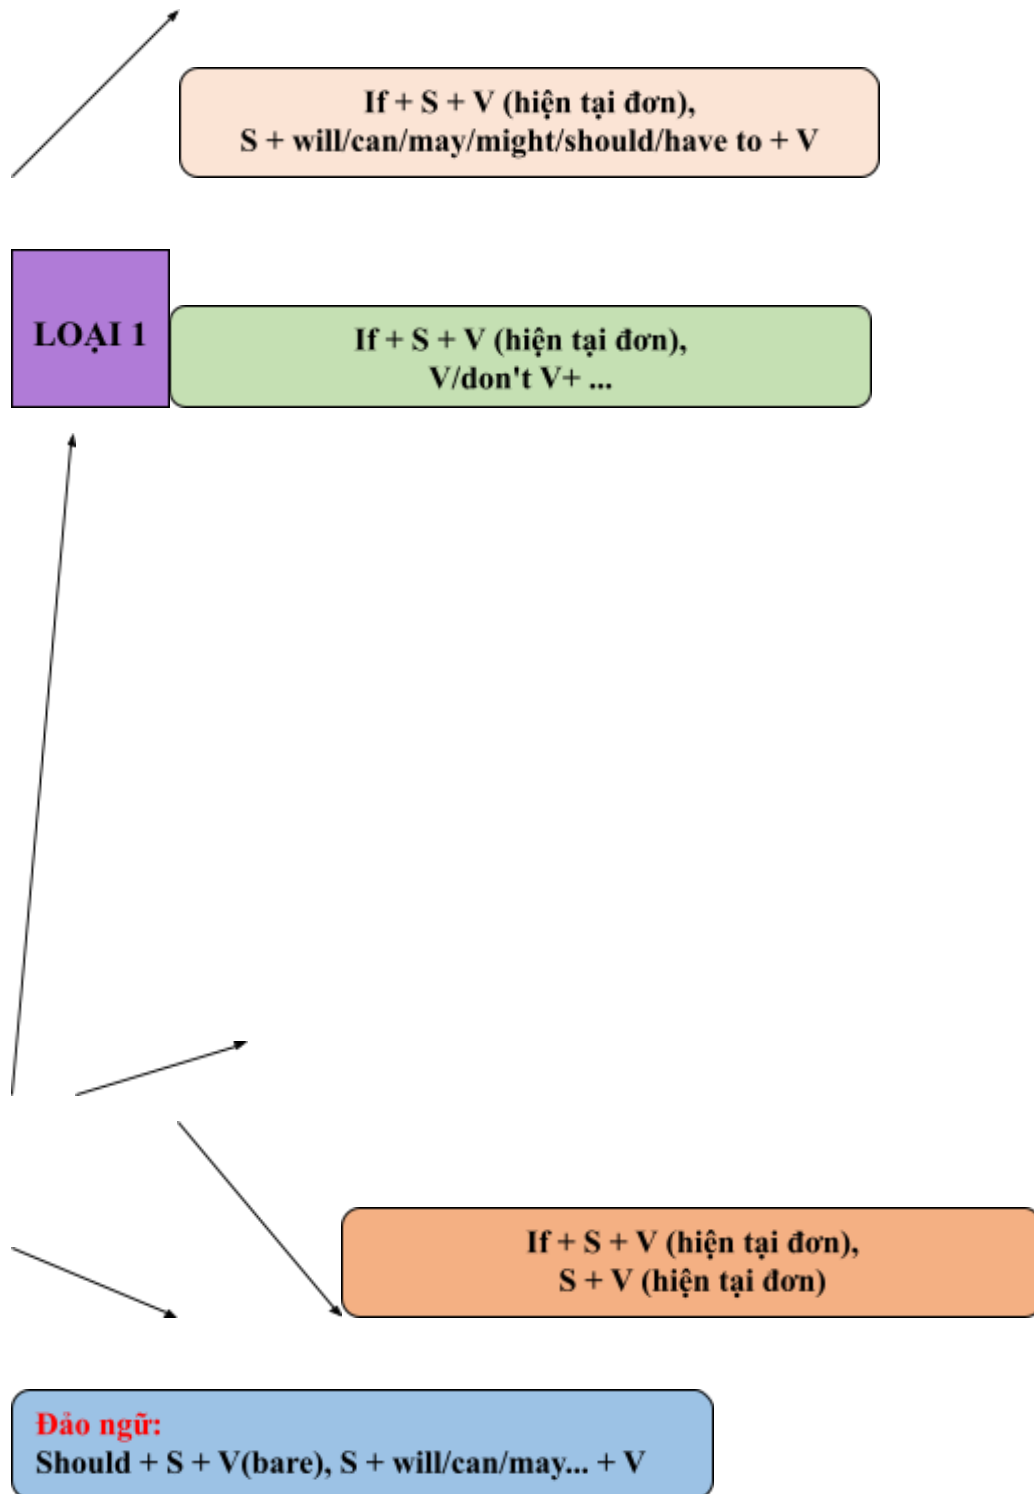 If + S + V (hiện tại đơn),
S + will/can/may/might/should/have to + V
LOẠI 1
If + S + V (hiện tại đơn),
V/don't V+ ...
If + S + V (hiện tại đơn),
S + V (hiện tại đơn)
Đảo ngữ:
Should + S + V(bare), S + will/can/may... + V